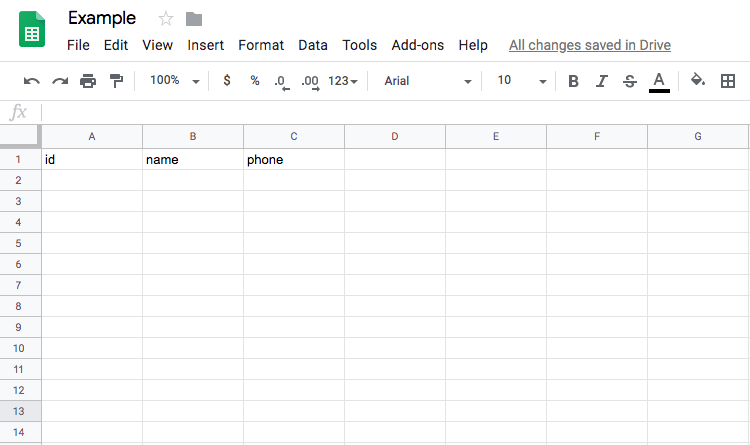 Example
File Edit View Insert Format Data Tools Add-ons Help All changes saved in Drive
100% $ % .0 .00 123 Arial 10 B I S A
fx
A B C D E F G
1 id name phone
2
3
4
5
6
7
8
9
10
11
12
13
14